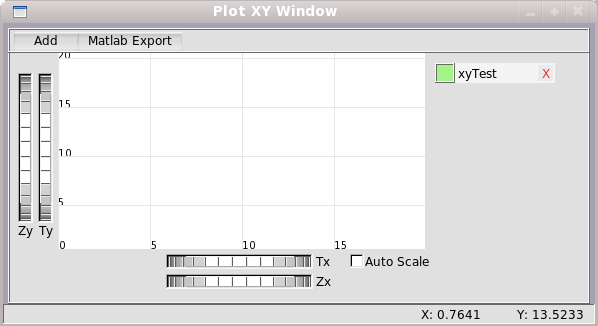 Plot XY Window
Add Matlab Export
20
15
10
5
0 5 10 15
xyTest X
Zy Ty
Tx Auto Scale
Zx
X: 0.7641 Y: 13.5233